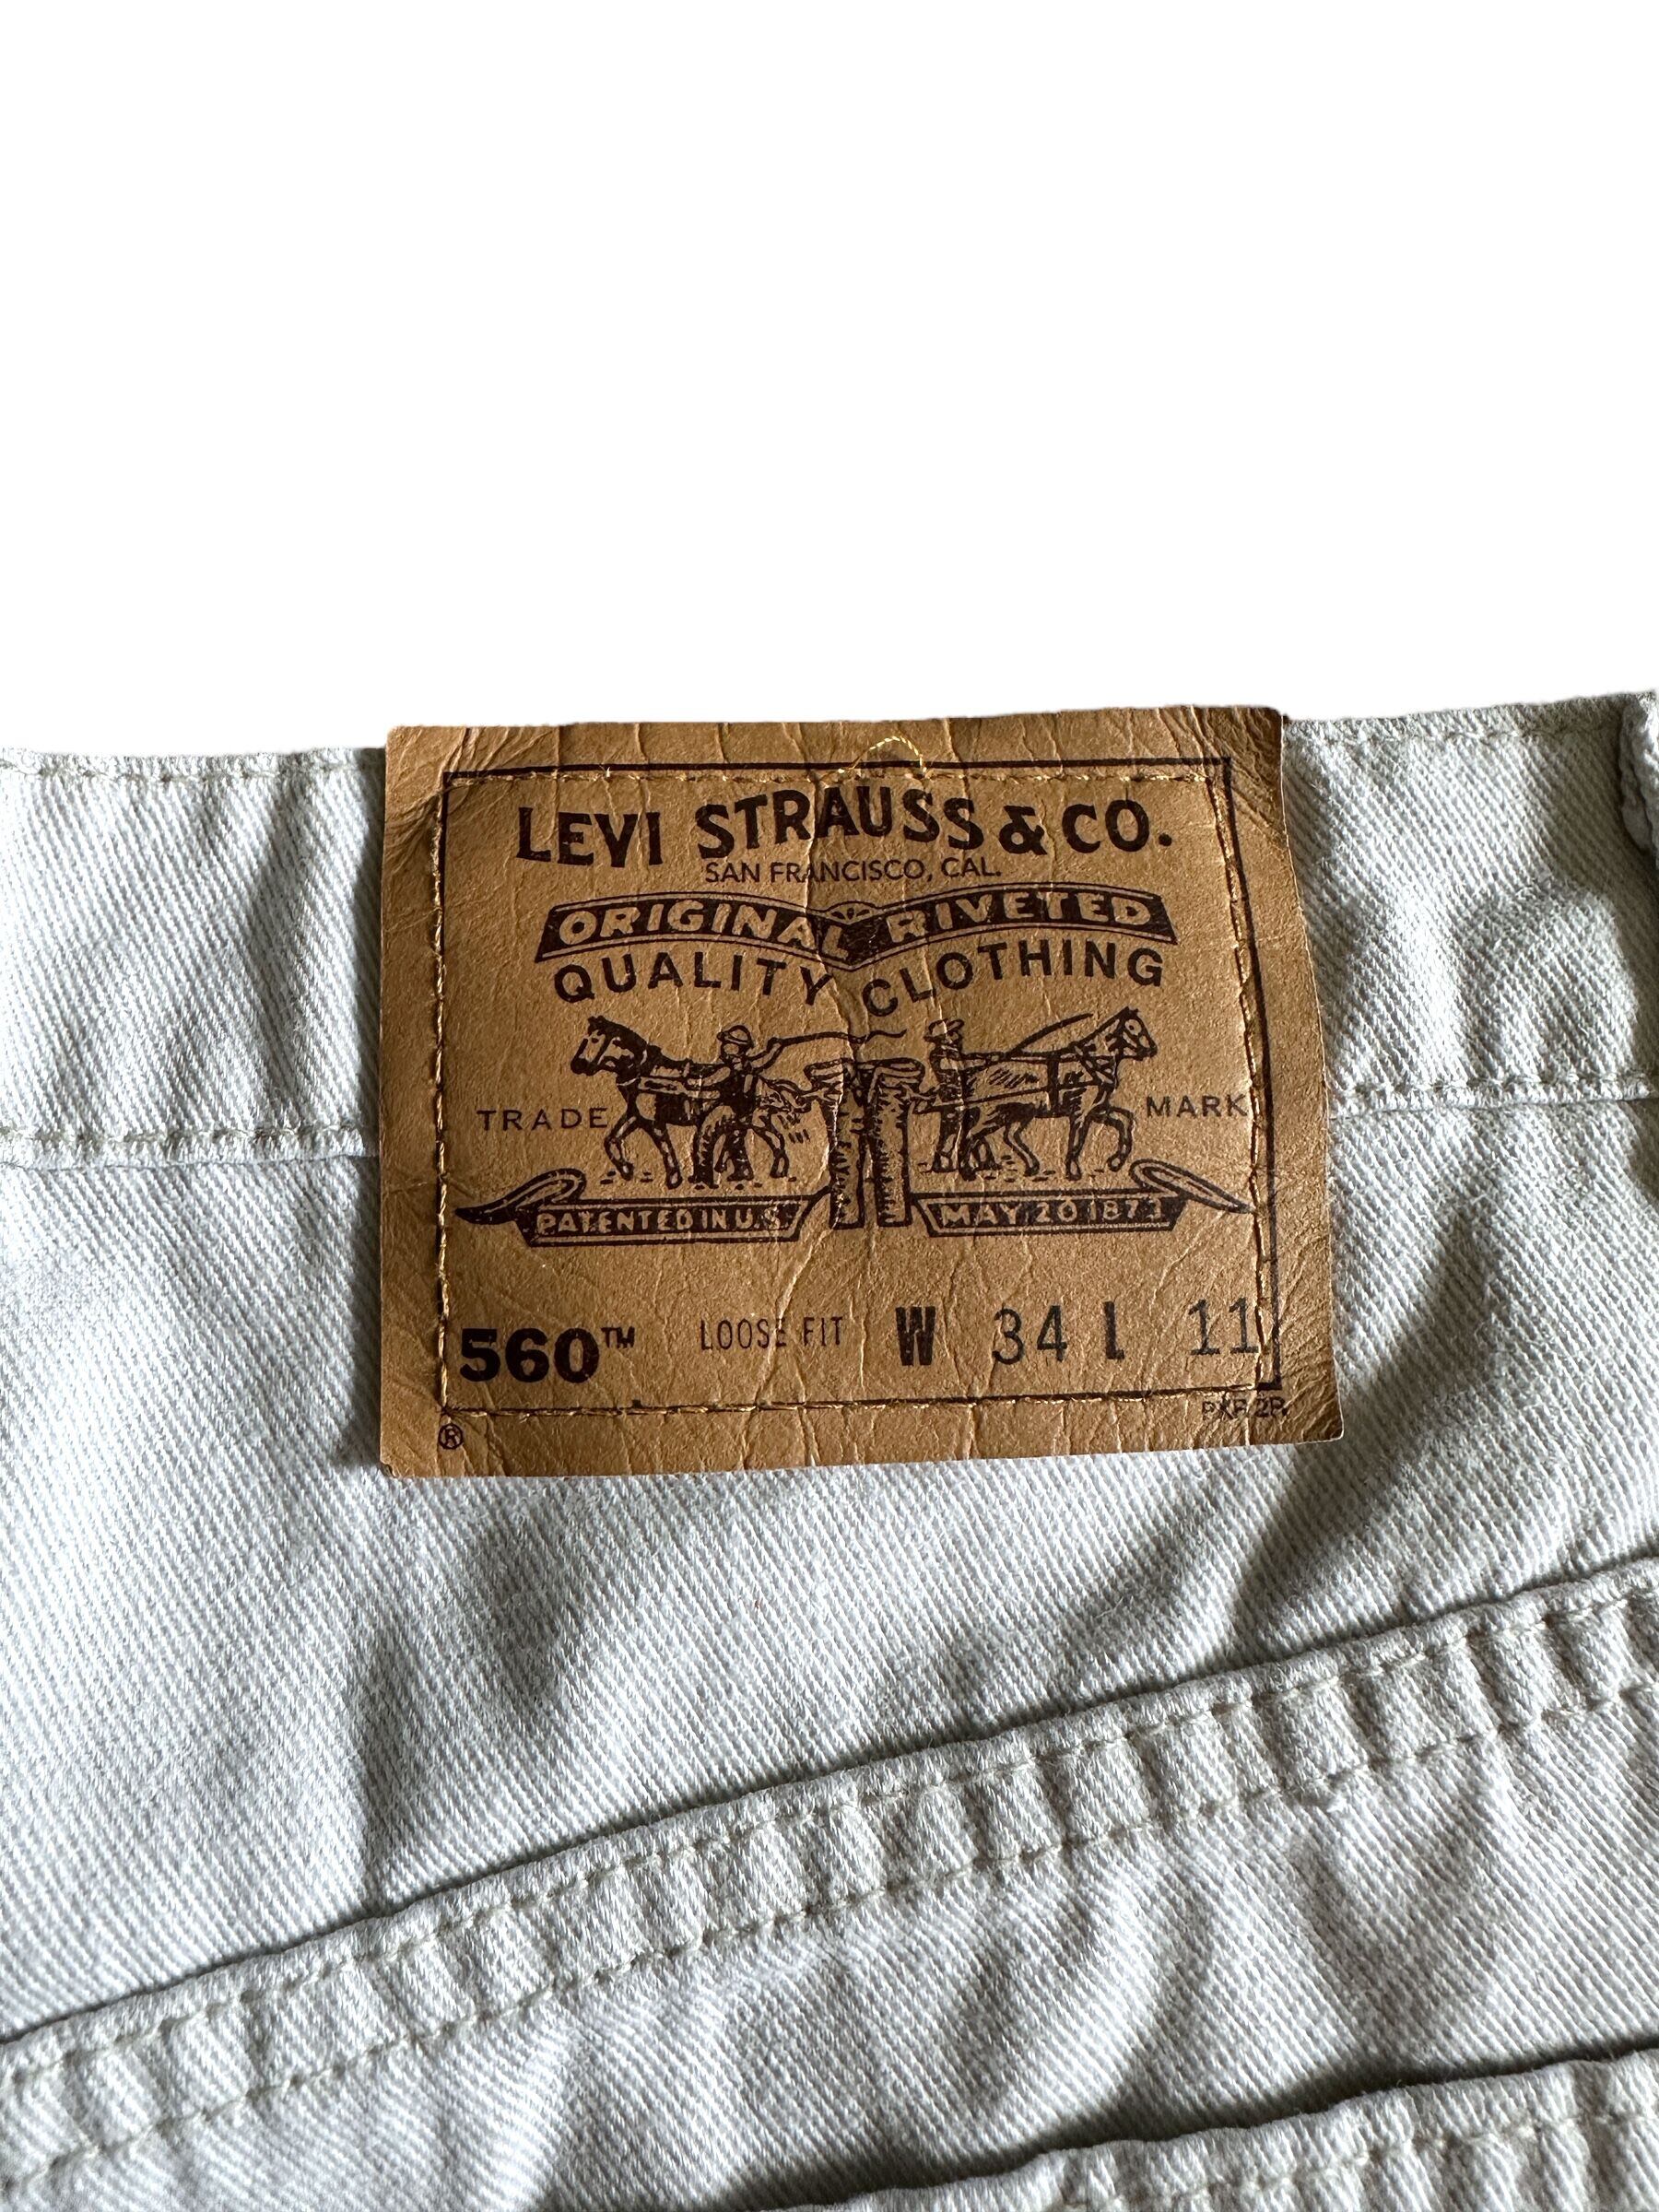 LEVI STRAUSS & CO.
SAN FRANCISCO, CAL.
ORIGINAL RIVETED
QUALITY CLOTHING
TRADE MARK
PATENTED IN U.S. MAY 20 1873
560™ LOOSE FIT W 34 L 11
®